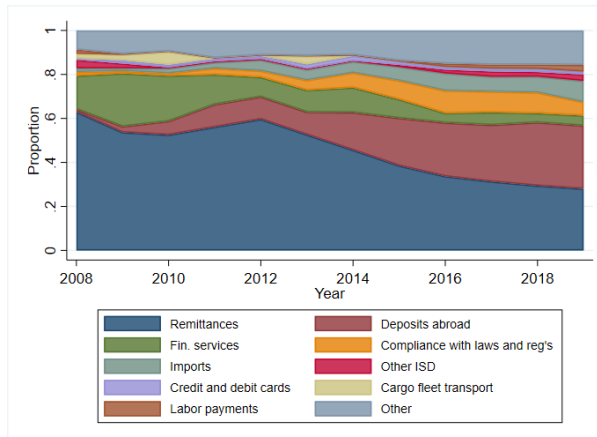 1
.8
.6
.4
.2
0
Proportion
2008 2010 2012 2014 2016 2018
Year
Remittances Deposits abroad
Fin. services Compliance with laws and reg's
Imports Other ISD
Credit and debit cards Cargo fleet transport
Labor payments Other